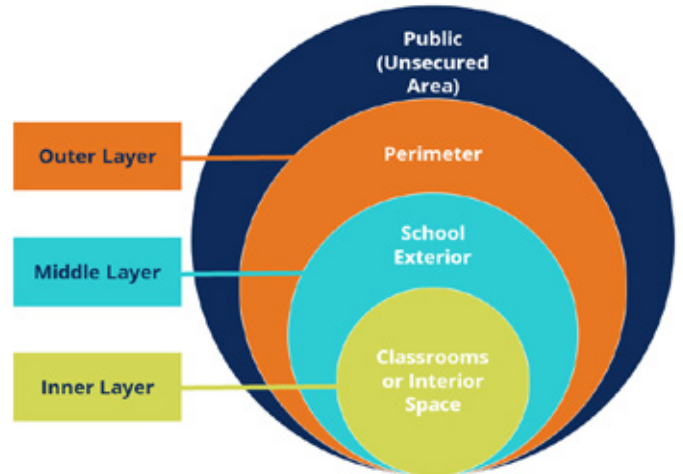 Public
(Unsecured
Area)
Outer Layer
Perimeter
School
Exterior
Middle Layer
Classrooms
or Interior
Space
Inner Layer